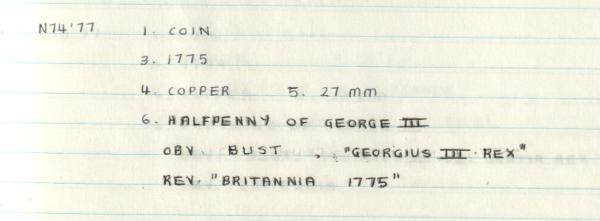 N74'77 1. COIN
3. 1775
4. COPPER 5. 27 mm
6. HALFPENNY OF GEORGE III
OBV BUST , "GEORGIUS III · REX"
REV. "BRITANNIA 1775"